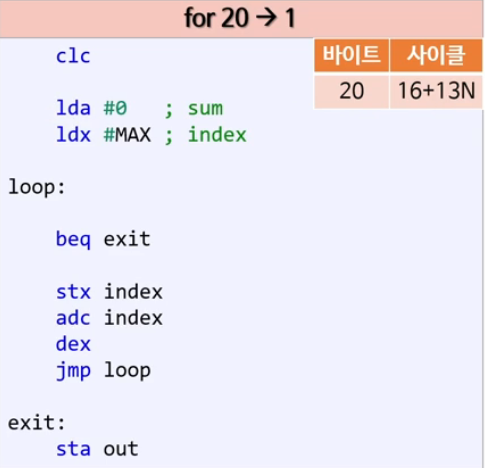 for 20 → 1
바이트 사이클
20 16+13N
clc
lda #0 ; sum
ldx #MAX ; index
loop:
beq exit
stx index
adc index
dex
jmp loop
exit:
sta out